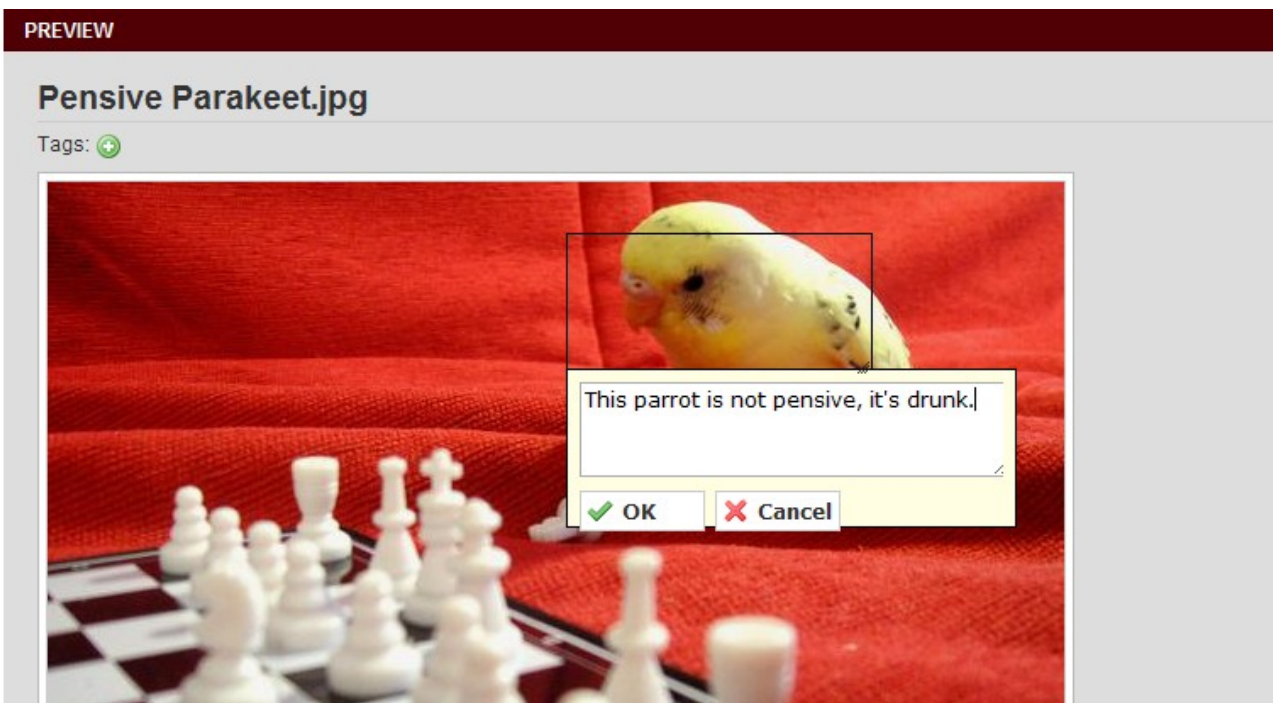 PREVIEW
Pensive Parakeet.jpg
Tags:
This parrot is not pensive, it's drunk.
OK
Cancel